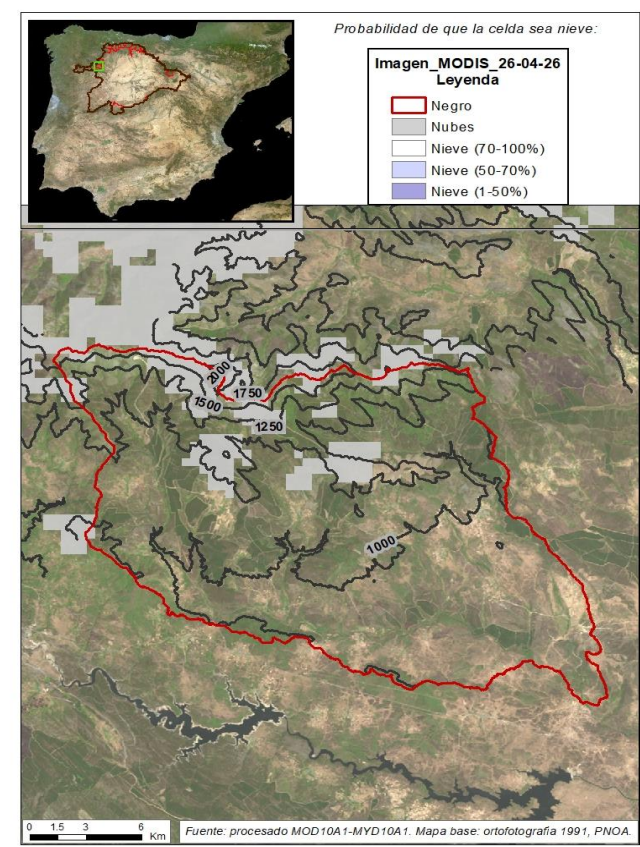 Probabilidad de que la celda sea nieve:
Imagen_MODIS_26-04-26
Leyenda
Negro
Nubes
Nieve (70-100%)
Nieve (50-70%)
Nieve (1-50%)
2000
1750
1500
1250
1000
0 1.5 3 6
Km
Fuente: procesado MOD10A1-MYD10A1. Mapa base: ortofotografia 1991, PNOA.